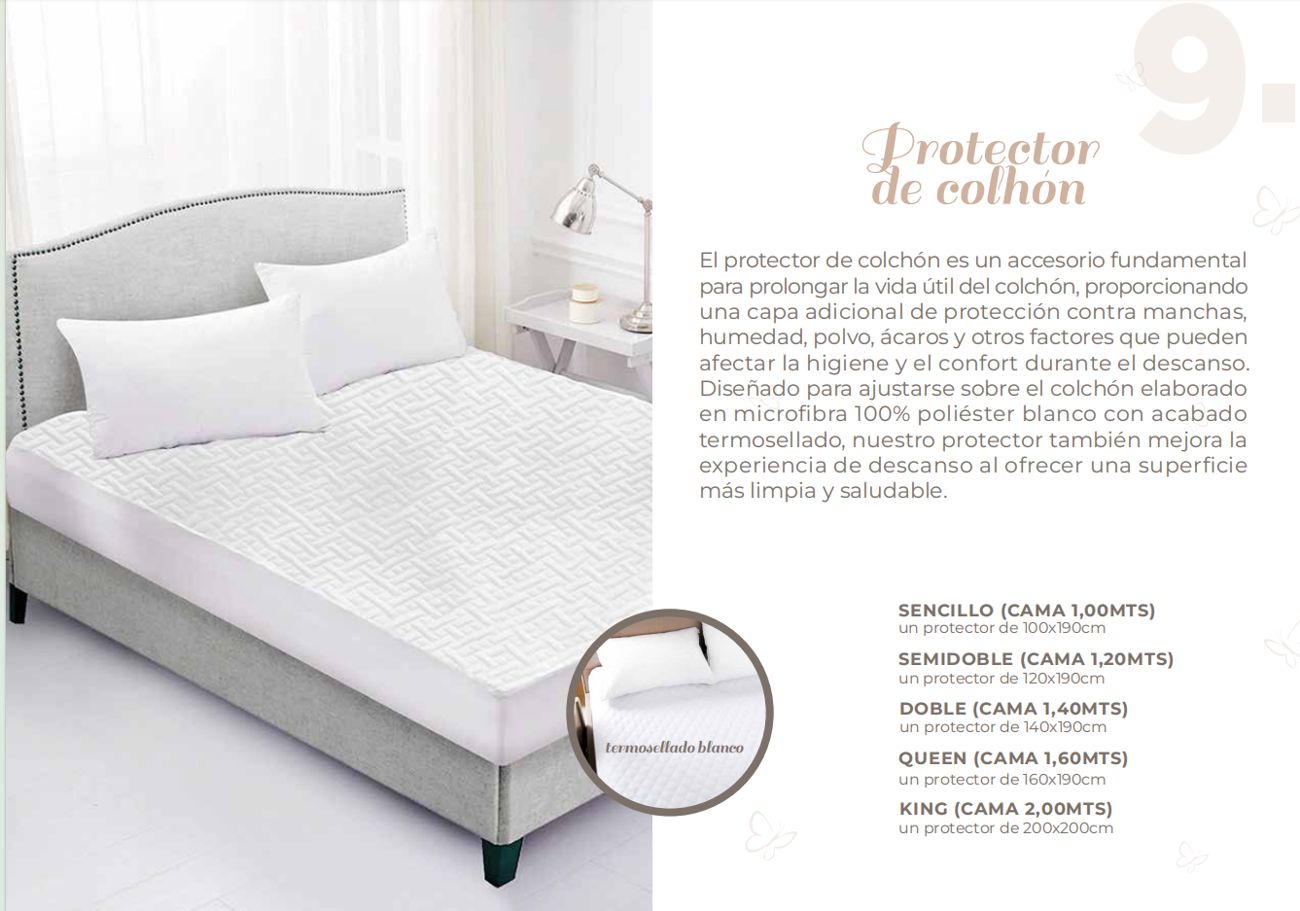 9.
Protector
de colhón
El protector de colchón es un accesorio fundamental
para prolongar la vida útil del colchón, proporcionando
una capa adicional de protección contra manchas,
humedad, polvo, ácaros y otros factores que pueden
afectar la higiene y el confort durante el descanso.
Diseñado para ajustarse sobre el colchón elaborado
en microfibra 100% poliéster blanco con acabado
termosellado, nuestro protector también mejora la
experiencia de descanso al ofrecer una superficie
más limpia y saludable.
SENCILLO (CAMA 1,00MTS)
un protector de 100x190cm
SEMIDOBLE (CAMA 1,20MTS)
un protector de 120x190cm
DOBLE (CAMA 1,40MTS)
un protector de 140x190cm
QUEEN (CAMA 1,60MTS)
un protector de 160x190cm
KING (CAMA 2,00MTS)
un protector de 200x200cm
termosellado blanco